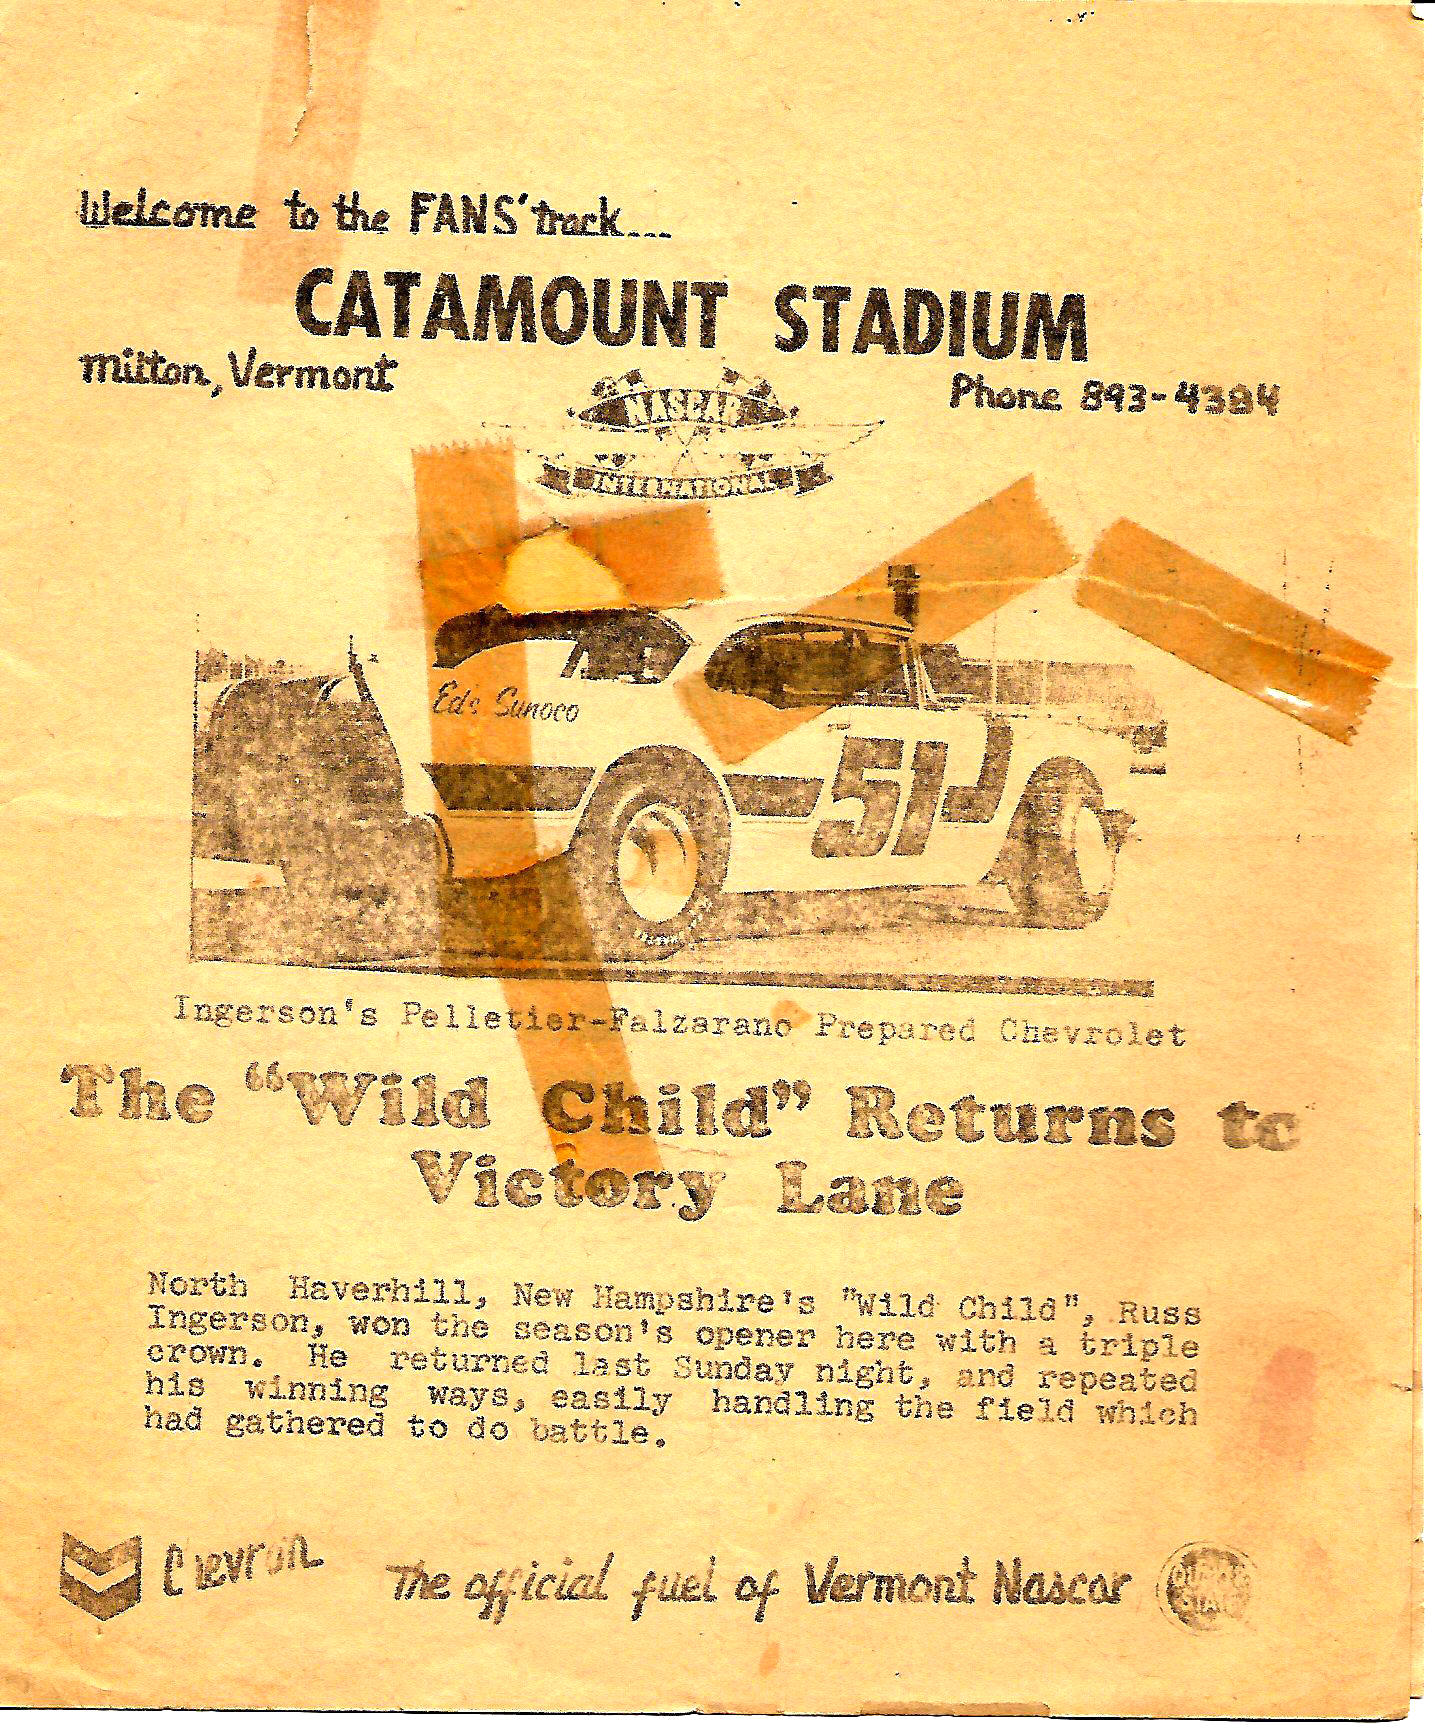 Welcome to the FANS' track...
CATAMOUNT STADIUM
Milton, Vermont
Phone 893-4384
NASCAR
INTERNATIONAL
Ed's Sunoco
51
Ingerson's Pelletier-Falzarano Prepared Chevrolet
The "Wild Child" Returns to
Victory Lane
North Haverhill, New Hampshire's "Wild Child", Russ
Ingerson, won the season's opener here with a triple
crown. He returned last Sunday night, and repeated
his winning ways, easily handling the field which
had gathered to do battle.
Chevron
The official fuel of Vermont Nascar